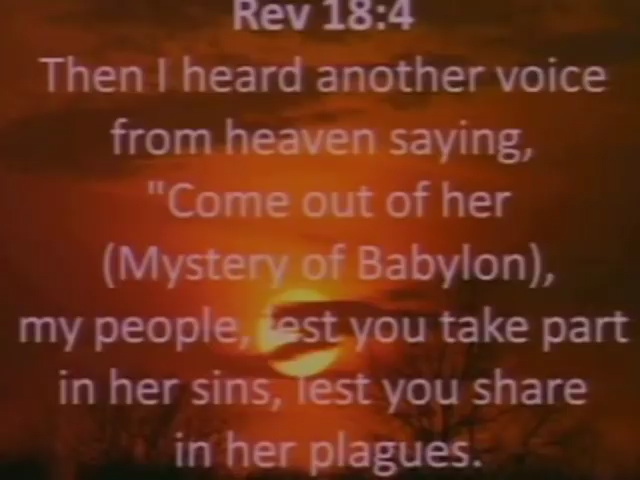 Rev 18:4
Then I heard another voice
from heaven saying,
"Come out of her
(Mystery of Babylon),
my people, lest you take part
in her sins, lest you share
in her plagues.